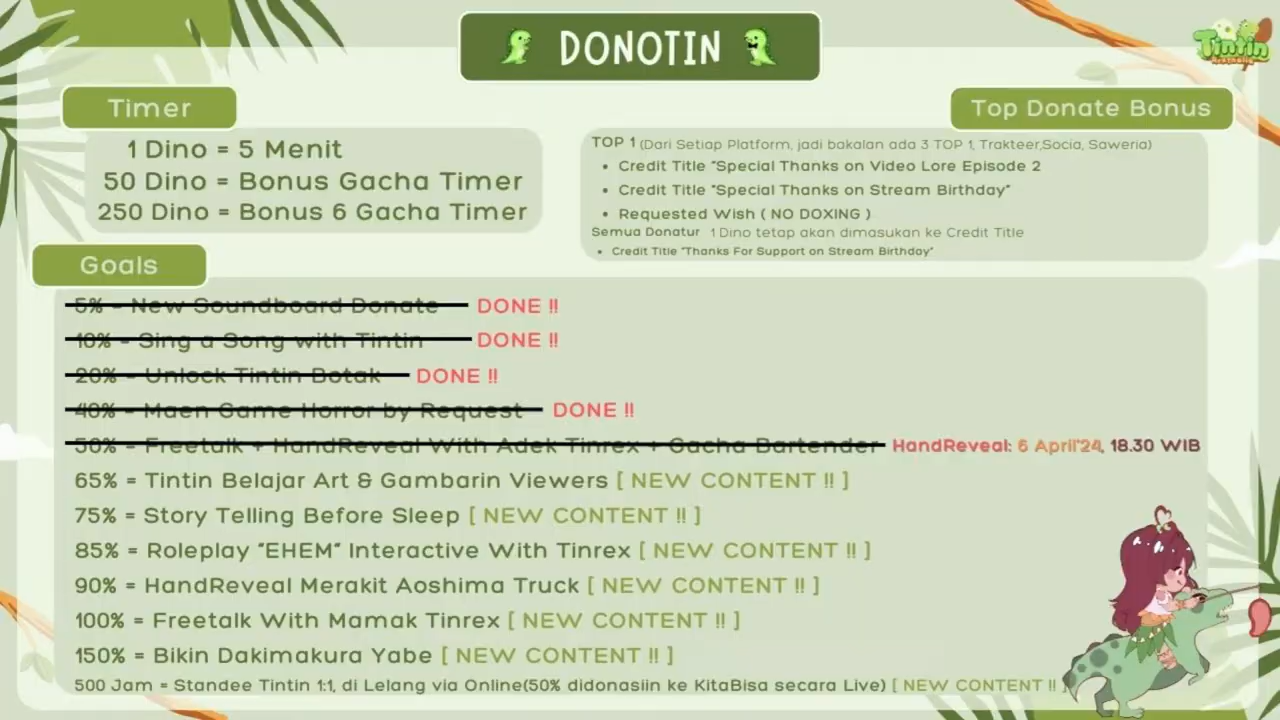 DONOTIN
Tintin
Timer
Top Donate Bonus
1 Dino = 5 Menit
50 Dino = Bonus Gacha Timer
250 Dino = Bonus 6 Gacha Timer
TOP 1 (Dari Setiap Platform, jadi bakalan ada 3 TOP 1, Trakteer,Socia, Saweria)
• Credit Title "Special Thanks on Video Lore Episode 2
• Credit Title "Special Thanks on Stream Birthday"
• Requested Wish ( NO DOXING )
Semua Donatur 1 Dino tetap akan dimasukan ke Credit Title
• Credit Title "Thanks For Support on Stream Birthday"
Goals
5% - New Soundboard Donate DONE !!
10% - Sing a Song with Tintin DONE !!
20% - Unlock Tintin Botak DONE !!
40% - Maen Game Horror by Request DONE !!
50% - Freetalk + HandReveal With Adek Tinrex + Gacha Bartender HandReveal: 6 April'24, 18.30 WIB
65% = Tintin Belajar Art & Gambarin Viewers [ NEW CONTENT !! ]
75% = Story Telling Before Sleep [ NEW CONTENT !! ]
85% = Roleplay "EHEM" Interactive With Tinrex [ NEW CONTENT !! ]
90% = HandReveal Merakit Aoshima Truck [ NEW CONTENT !! ]
100% = Freetalk With Mamak Tinrex [ NEW CONTENT !! ]
150% = Bikin Dakimakura Yabe [ NEW CONTENT !! ]
500 Jam = Standee Tintin 1:1, di Lelang via Online(50% didonasiin ke KitaBisa secara Live) [ NEW CONTENT !! ]